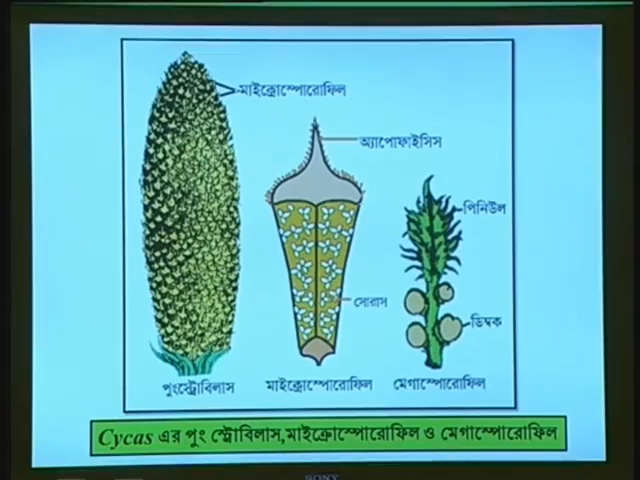 মাইক্রোস্পোরোফিল
অ্যাপোফাইসিস
পিনিউল
সোরাস
ডিম্বক
পুংস্ট্রোবিলাস
মাইক্রোস্পোরোফিল
মেগাস্পোরোফিল
Cycas এর পুং স্ট্রোবিলাস,মাইক্রোস্পোরোফিল ও মেগাস্পোরোফিল
SONY